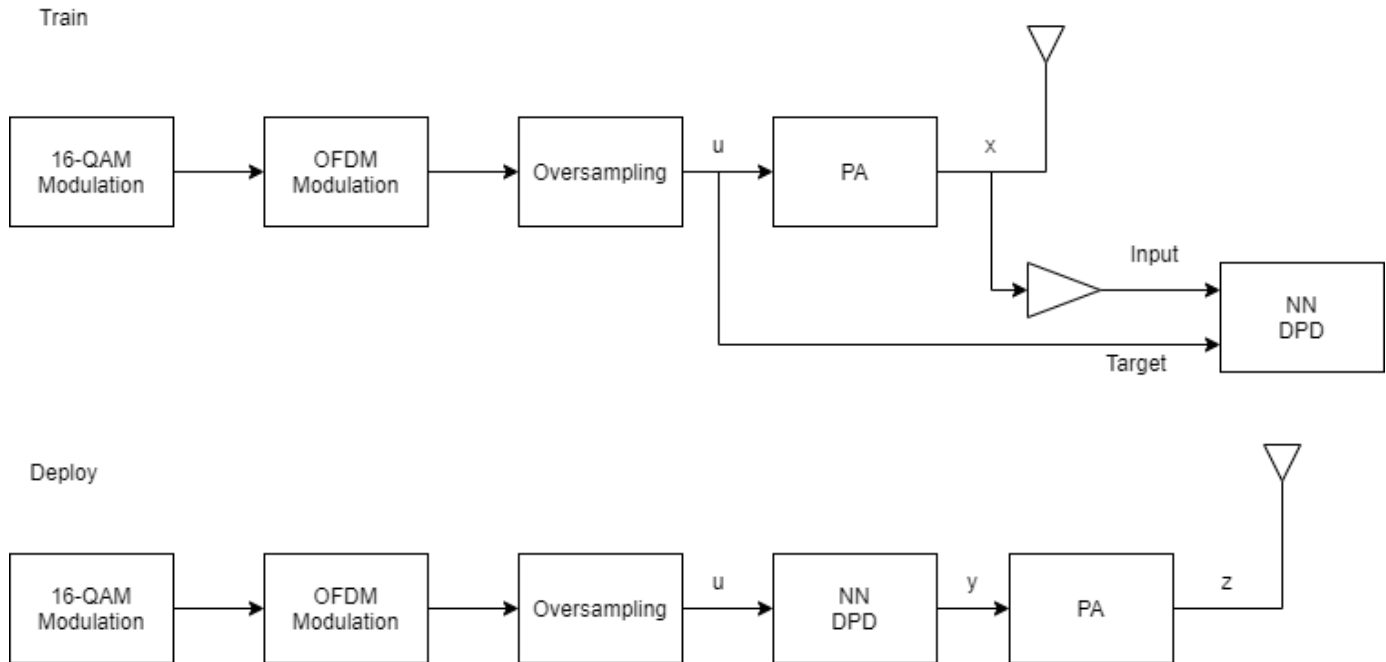 Train
16-QAM
Modulation
OFDM
Modulation
Oversampling
u
PA
x
Input
NN
DPD
Target
Deploy
16-QAM
Modulation
OFDM
Modulation
Oversampling
u
NN
DPD
y
PA
z